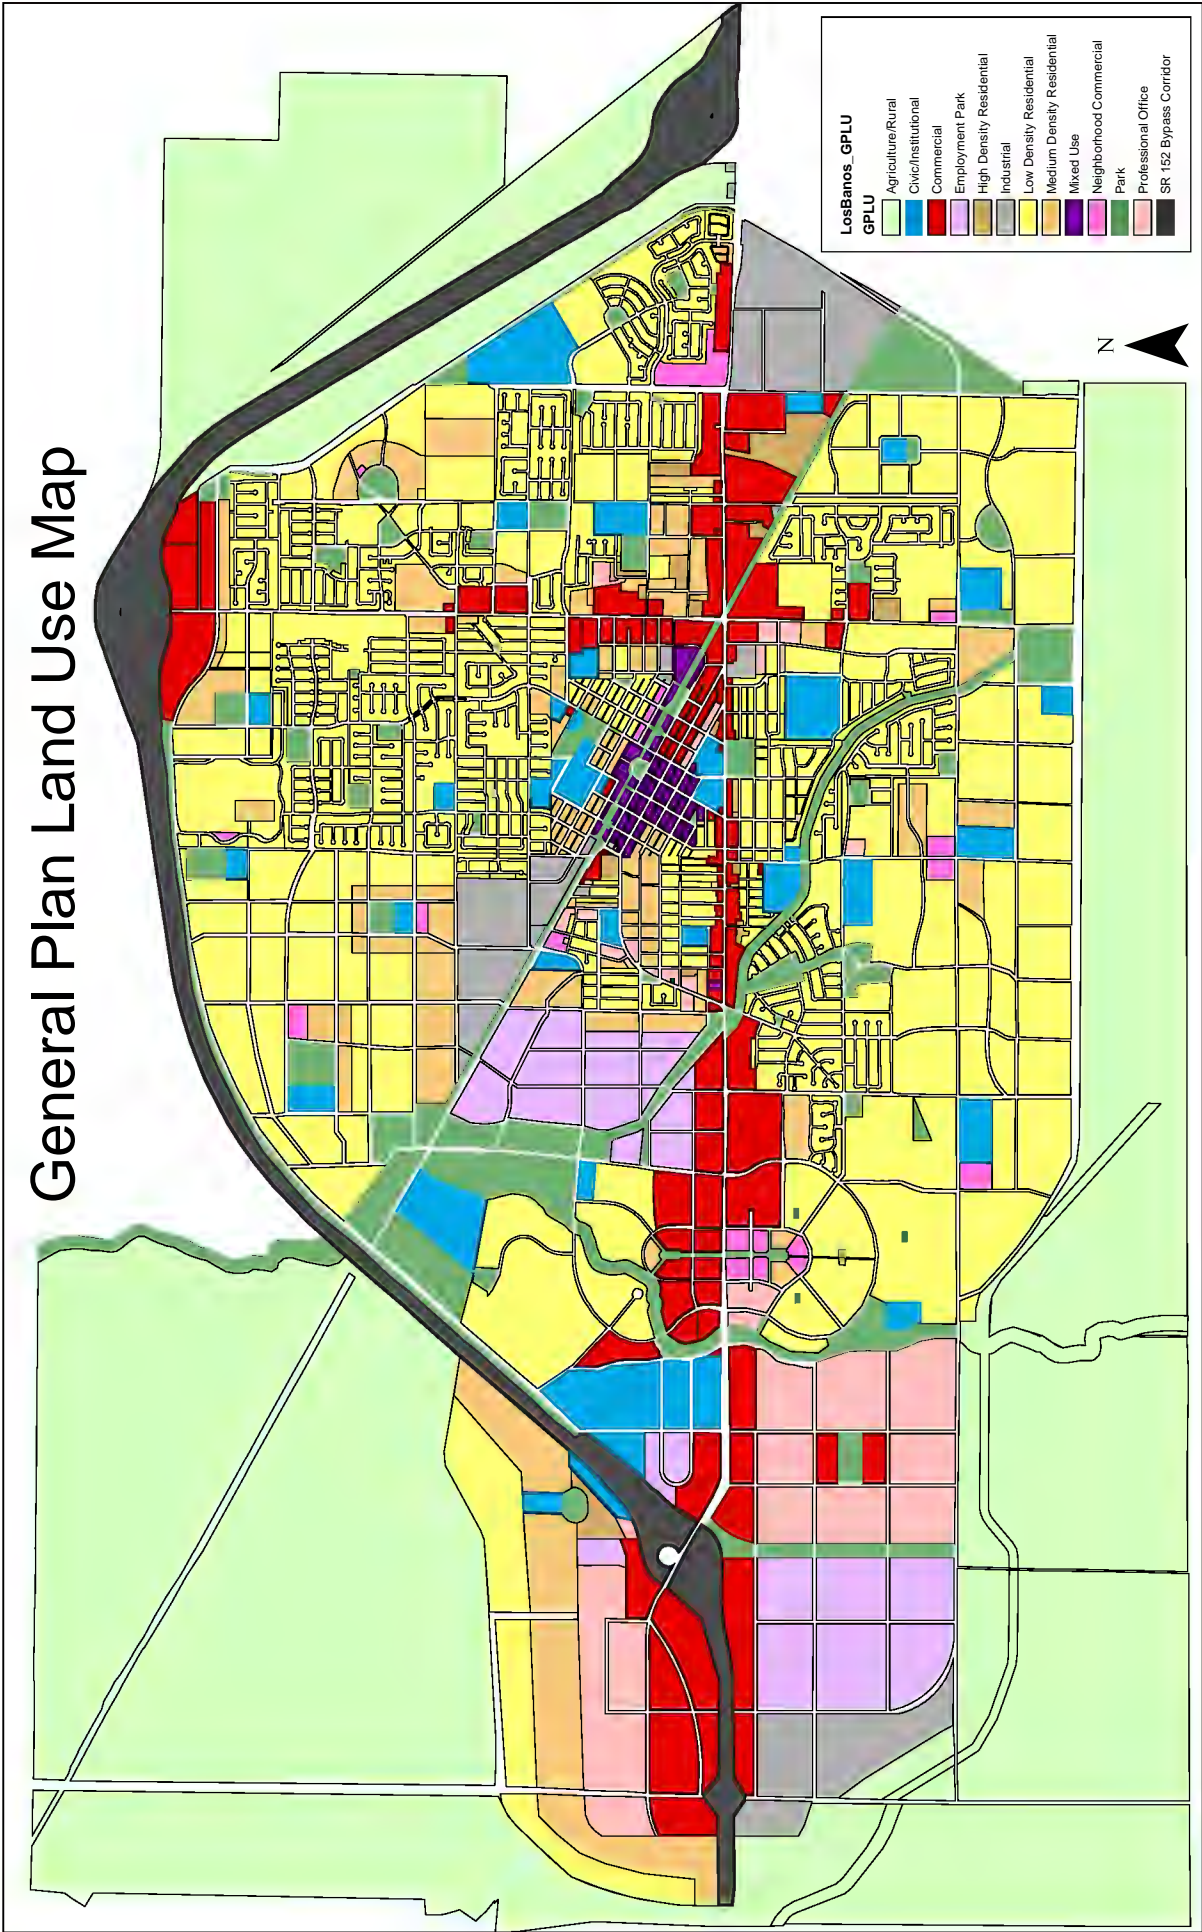 General Plan Land Use Map
LosBanos_GPLU
GPLU
Agriculture/Rural
Civic/Institutional
Commercial
Employment Park
High Density Residential
Industrial
Low Density Residential
Medium Density Residential
Mixed Use
Neighborhood Commercial
Park
Professional Office
SR 152 Bypass Corridor
N